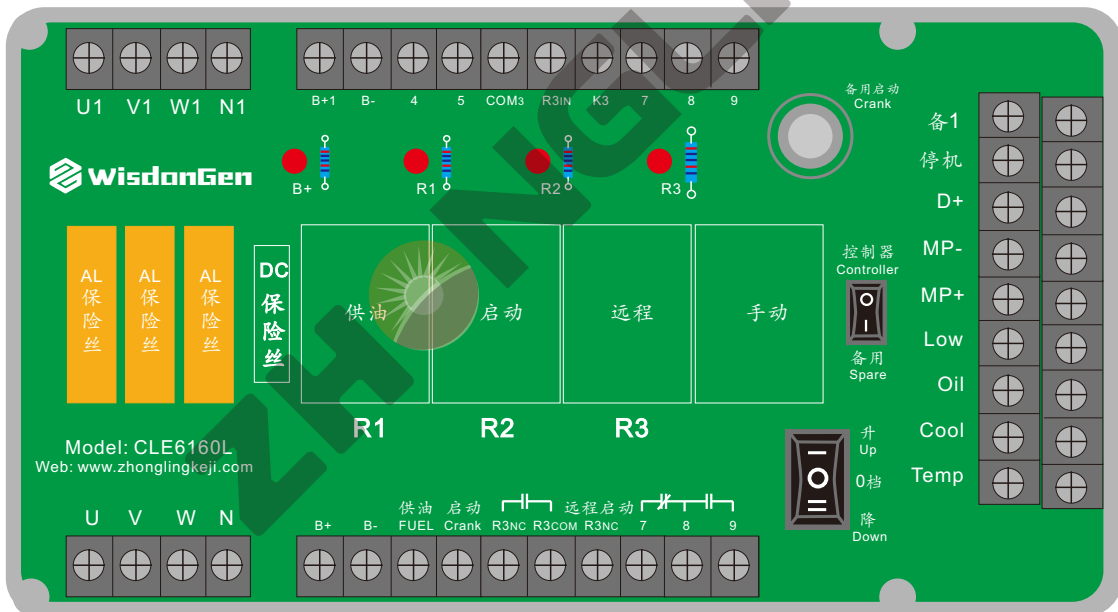 U1 V1 W1 N1
B+1 B- 4 5 COM3 R3IN K3 7 8 9
备用启动
Crank
备1
停机
D+
MP-
MP+
Low
Oil
Cool
Temp
WisdonGen
B+ R1 R2 R3
AL保险丝 AL保险丝 AL保险丝
DC保险丝
供油 启动 远程 手动
R1 R2 R3
控制器
Controller
备用
Spare
Model: CLE6160L
Web: www.zhonglingkeji.com
升
Up
0档
降
Down
U V W N
供油 启动 远程启动
B+ B- FUEL Crank R3NC R3COM R3NC 7 8 9
ZHONGLI